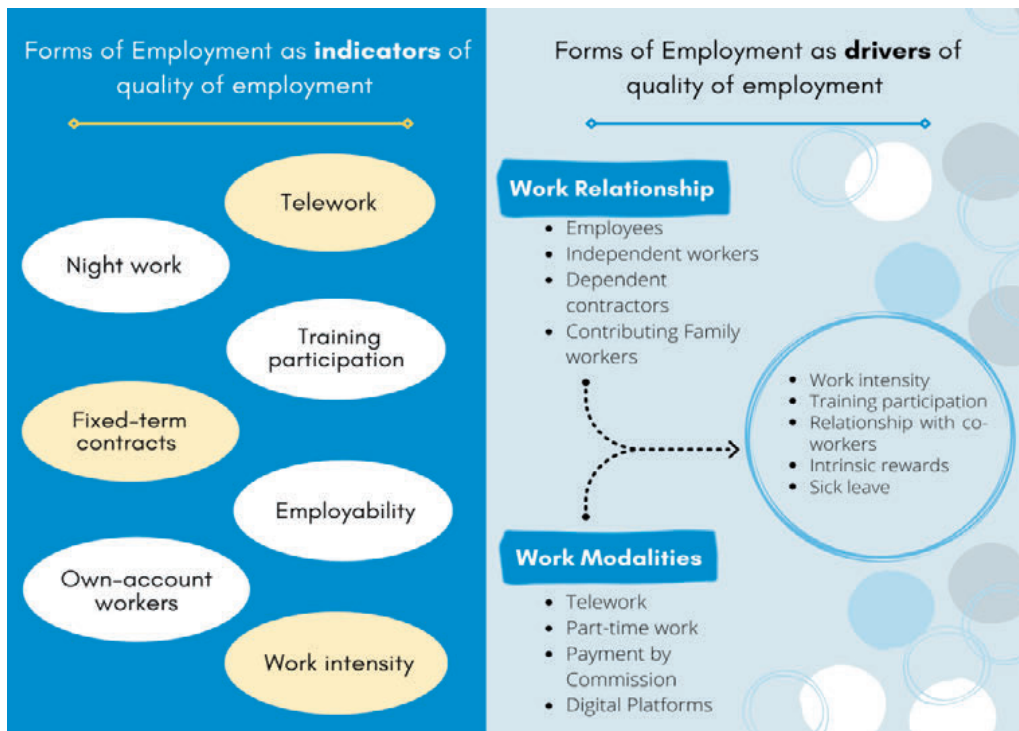 Forms of Employment as indicators of
quality of employment
Telework
Night work
Training
participation
Fixed-term
contracts
Employability
Own-account
workers
Work intensity
Forms of Employment as drivers of
quality of employment
Work Relationship
• Employees
• Independent workers
• Dependent
contractors
• Contributing Family
workers
Work Modalities
• Telework
• Part-time work
• Payment by
Commission
• Digital Platforms
• Work intensity
• Training participation
• Relationship with co-
workers
• Intrinsic rewards
• Sick leave